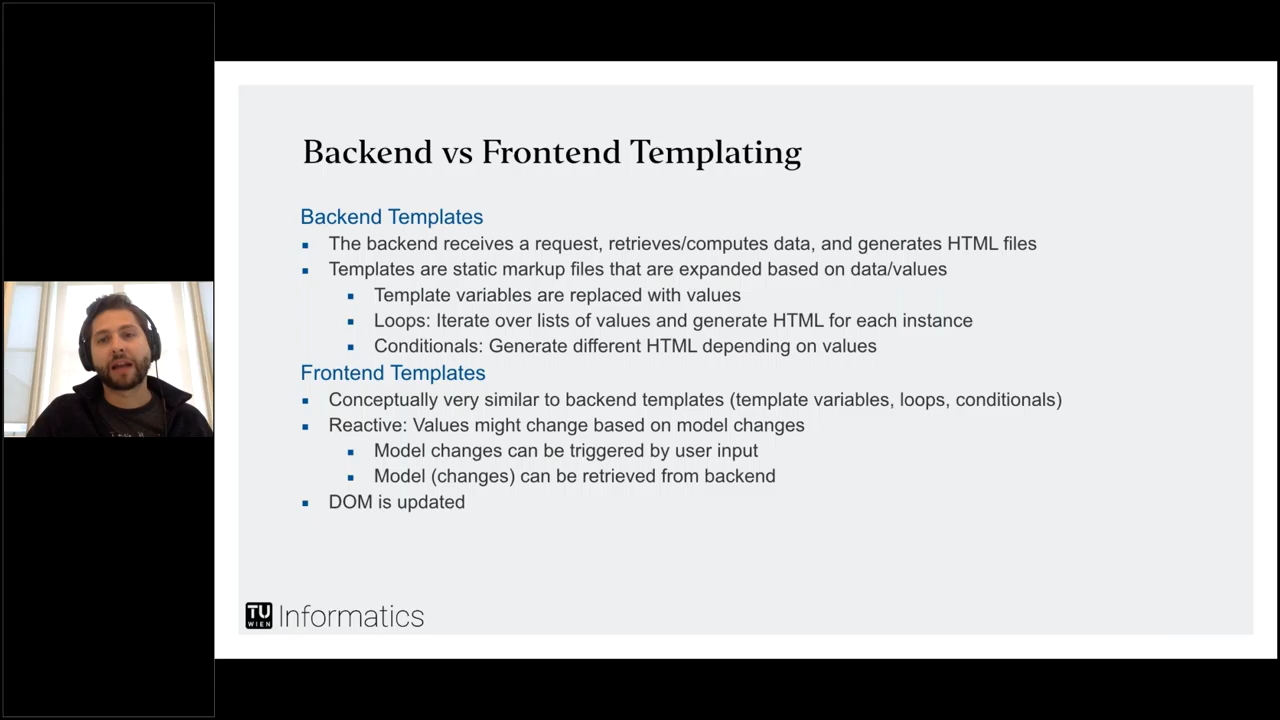 Backend vs Frontend Templating
Backend Templates
The backend receives a request, retrieves/computes data, and generates HTML files
Templates are static markup files that are expanded based on data/values
Template variables are replaced with values
Loops: Iterate over lists of values and generate HTML for each instance
Conditionals: Generate different HTML depending on values
Frontend Templates
Conceptually very similar to backend templates (template variables, loops, conditionals)
Reactive: Values might change based on model changes
Model changes can be triggered by user input
Model (changes) can be retrieved from backend
DOM is updated
TU
WIEN
Informatics